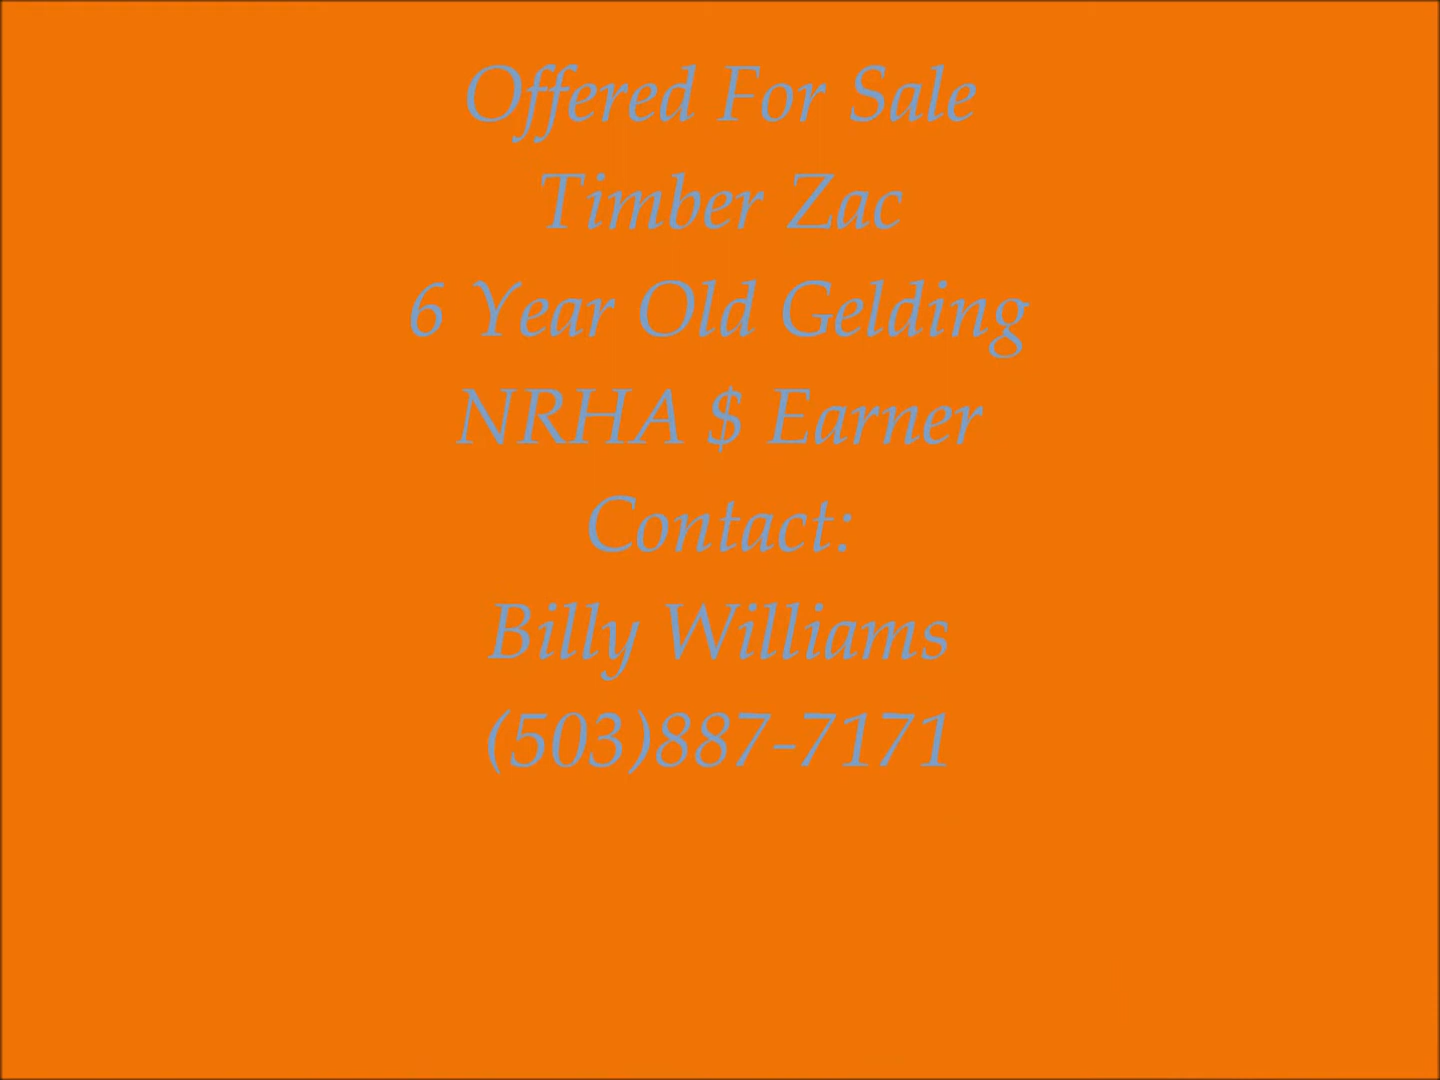 Offered For Sale
Timber Zac
6 Year Old Gelding
NRHA $ Earner
Contact:
Billy Williams
(503)887-7171